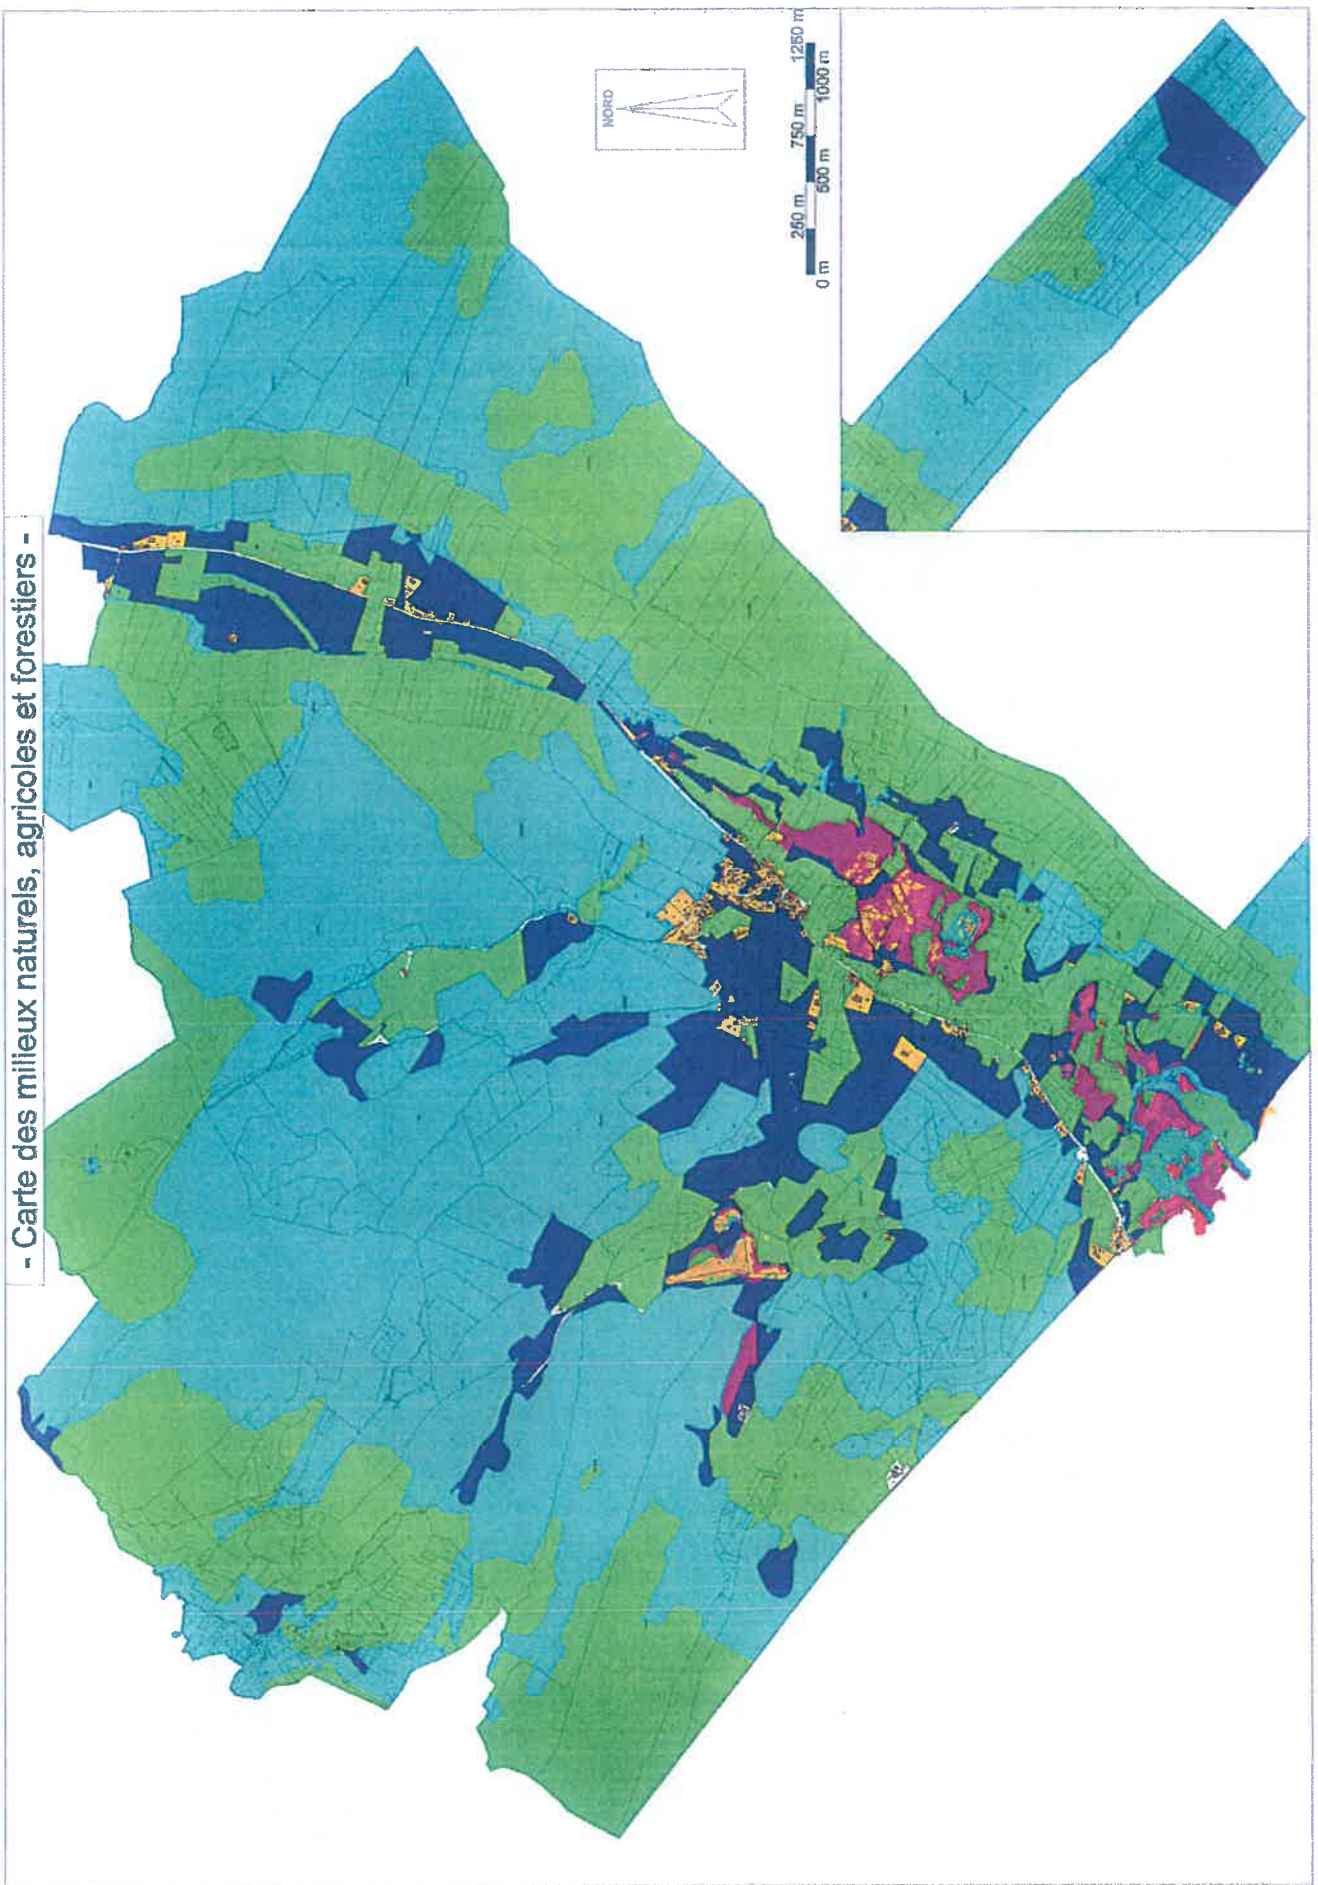 - Carte des milieux naturels, agricoles et forestiers -
NORD
250 m 750 m 1250 m
0 m 500 m 1000 m